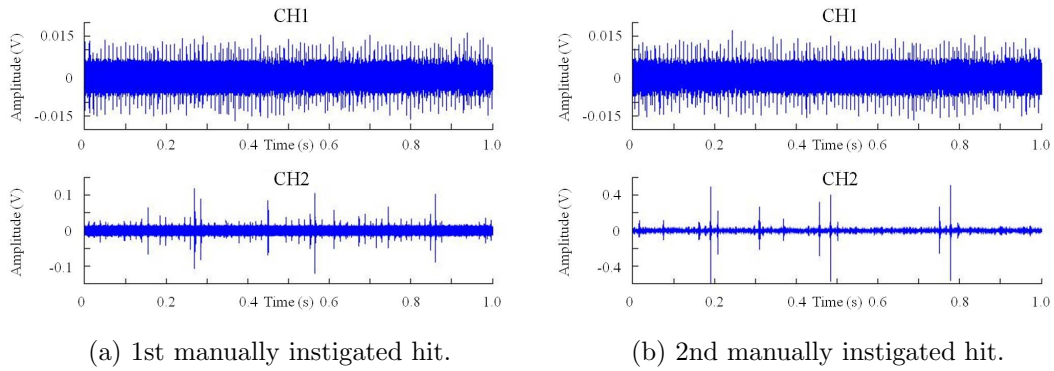 CH1
Amplitude (V)
0.015
0
-0.015
0 0.2 0.4 Time (s) 0.6 0.8 1.0
CH2
Amplitude (V)
0.1
0
-0.1
0 0.2 0.4 Time (s) 0.6 0.8 1.0
(a) 1st manually instigated hit.
CH1
Amplitude (V)
0.015
0
-0.015
0 0.2 0.4 Time (s) 0.6 0.8 1.0
CH2
Amplitude (V)
0.4
0
-0.4
0 0.2 0.4 Time (s) 0.6 0.8 1.0
(b) 2nd manually instigated hit.